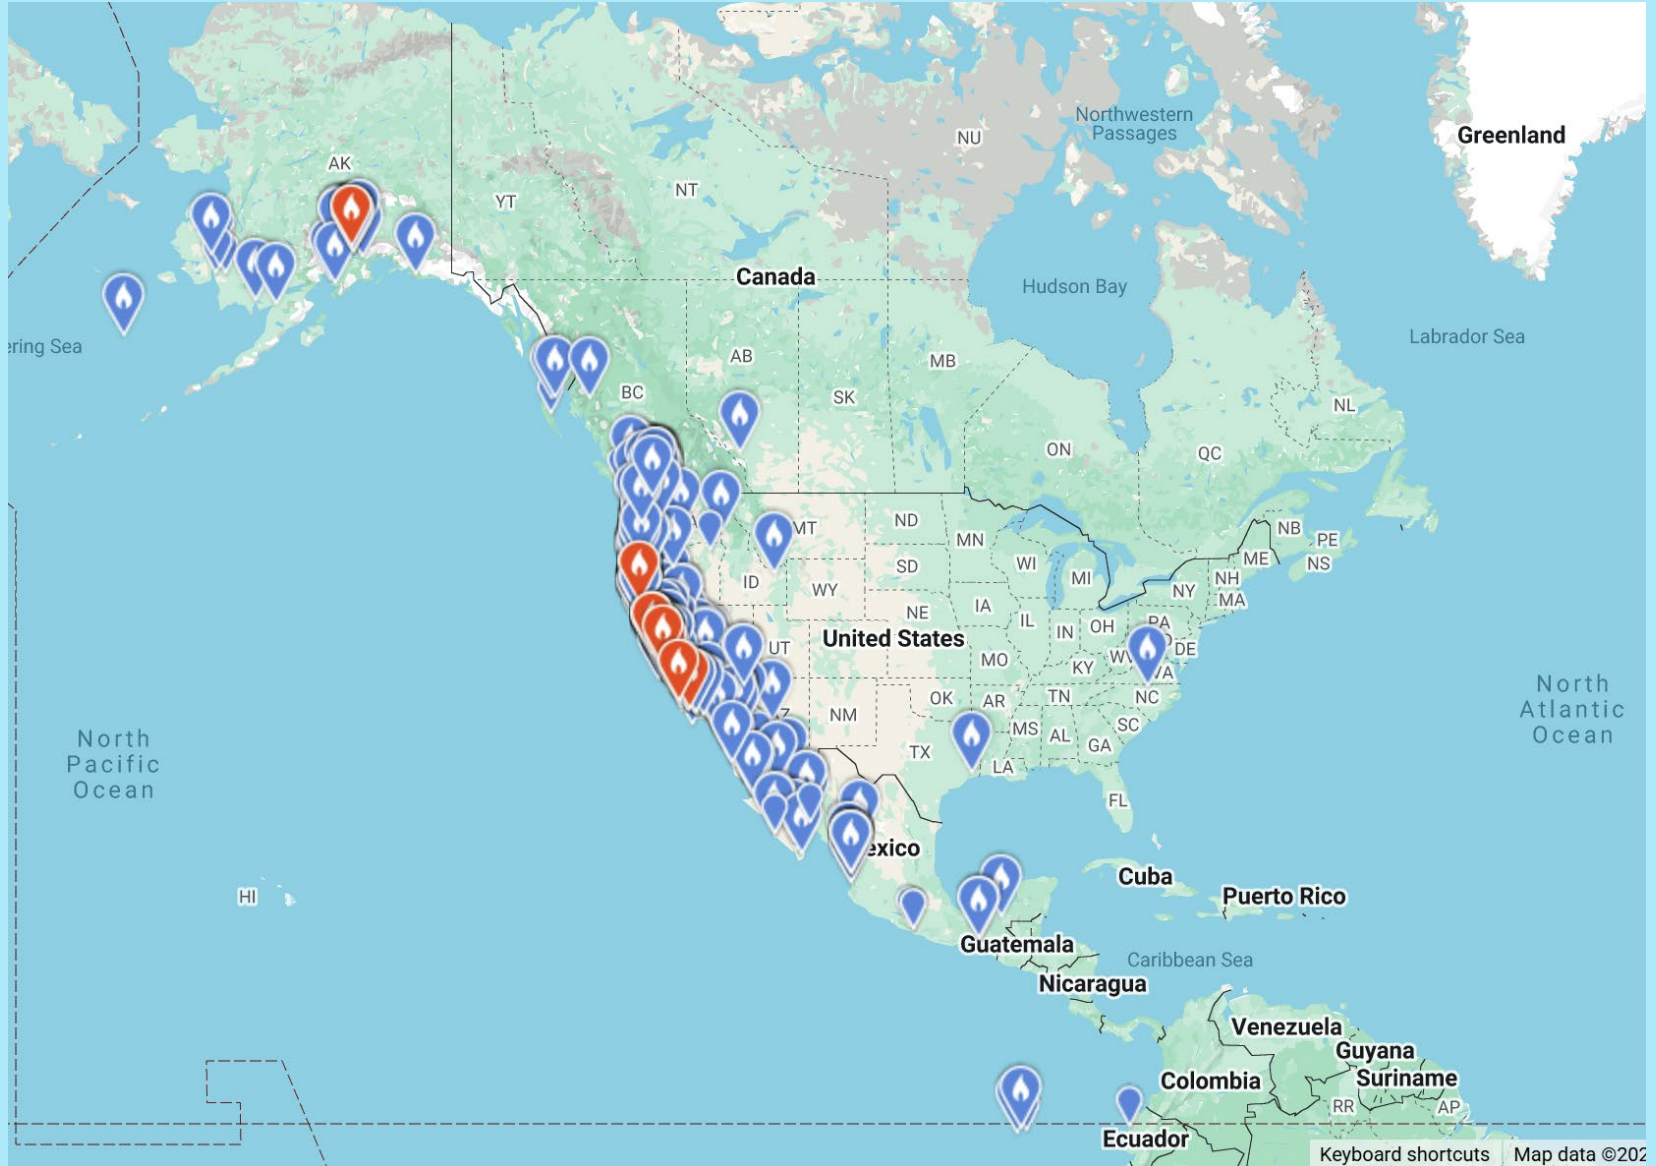 Greenland
Northwestern
Passages
NU
AK
NT
YT
Canada
Hudson Bay
ering Sea
Labrador Sea
AB
MB
BC
SK
NL
ON
QC
MT
ND
NB
MN
PE
ME
SD
WI
NS
MI
ID
NH
WY
NY
MA
IA
NE
IL
PA
OH
IN
United States
UT
DE
WV
MO
KY
VA
TN
NC
OK
AR
North
Atlantic
Ocean
NM
SC
MS
AL
GA
North
Pacific
Ocean
TX
LA
FL
exico
Cuba
HI
Puerto Rico
Guatemala
Caribbean Sea
Nicaragua
Venezuela
Guyana
Colombia
Suriname
RR
AP
Ecuador
Keyboard shortcuts
Map data ©202